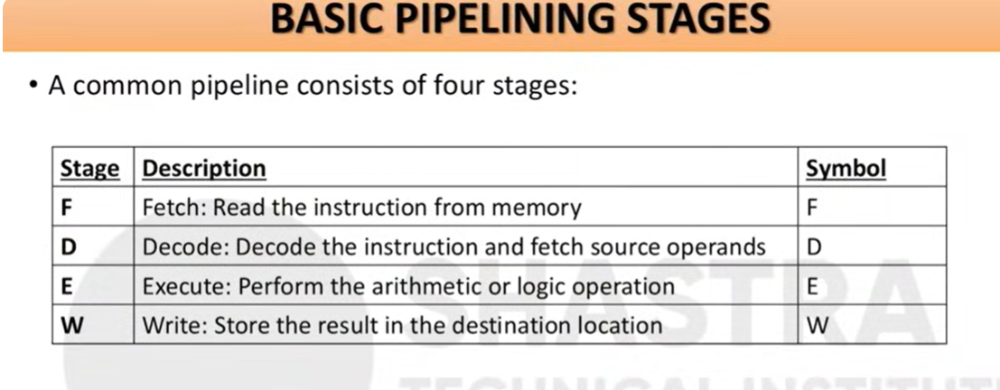 BASIC PIPELINING STAGES
• A common pipeline consists of four stages:
Stage Description Symbol
F Fetch: Read the instruction from memory F
D Decode: Decode the instruction and fetch source operands D
E Execute: Perform the arithmetic or logic operation E
W Write: Store the result in the destination location W
SHASTRA
TECHNICAL INSTITUT